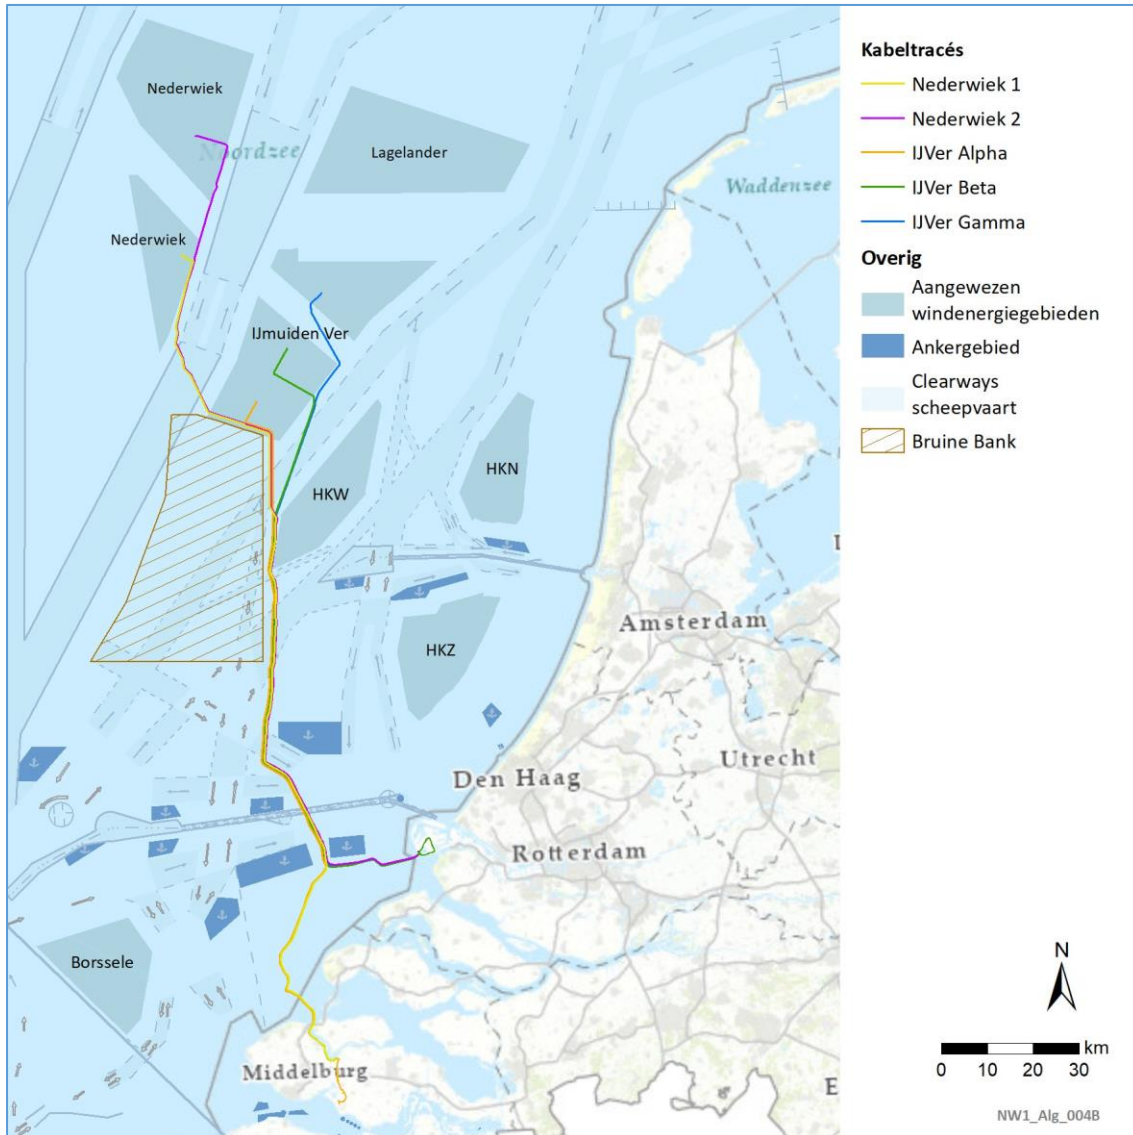 Nederwiek
Noordzee
Lagelander
Waddenzee
Nederwiek
IJmuiden Ver
HKW
HKN
HKZ
Amsterdam
Utrecht
Den Haag
Rotterdam
Borssele
Middelburg
E
Kabeltracés
Nederwiek 1
Nederwiek 2
IJVer Alpha
IJVer Beta
IJVer Gamma
Overig
Aangewezen
windenergiegebieden
Ankergebied
Clearways
scheepvaart
Bruine Bank
N
km
0 10 20 30
NW1_Alg_004B